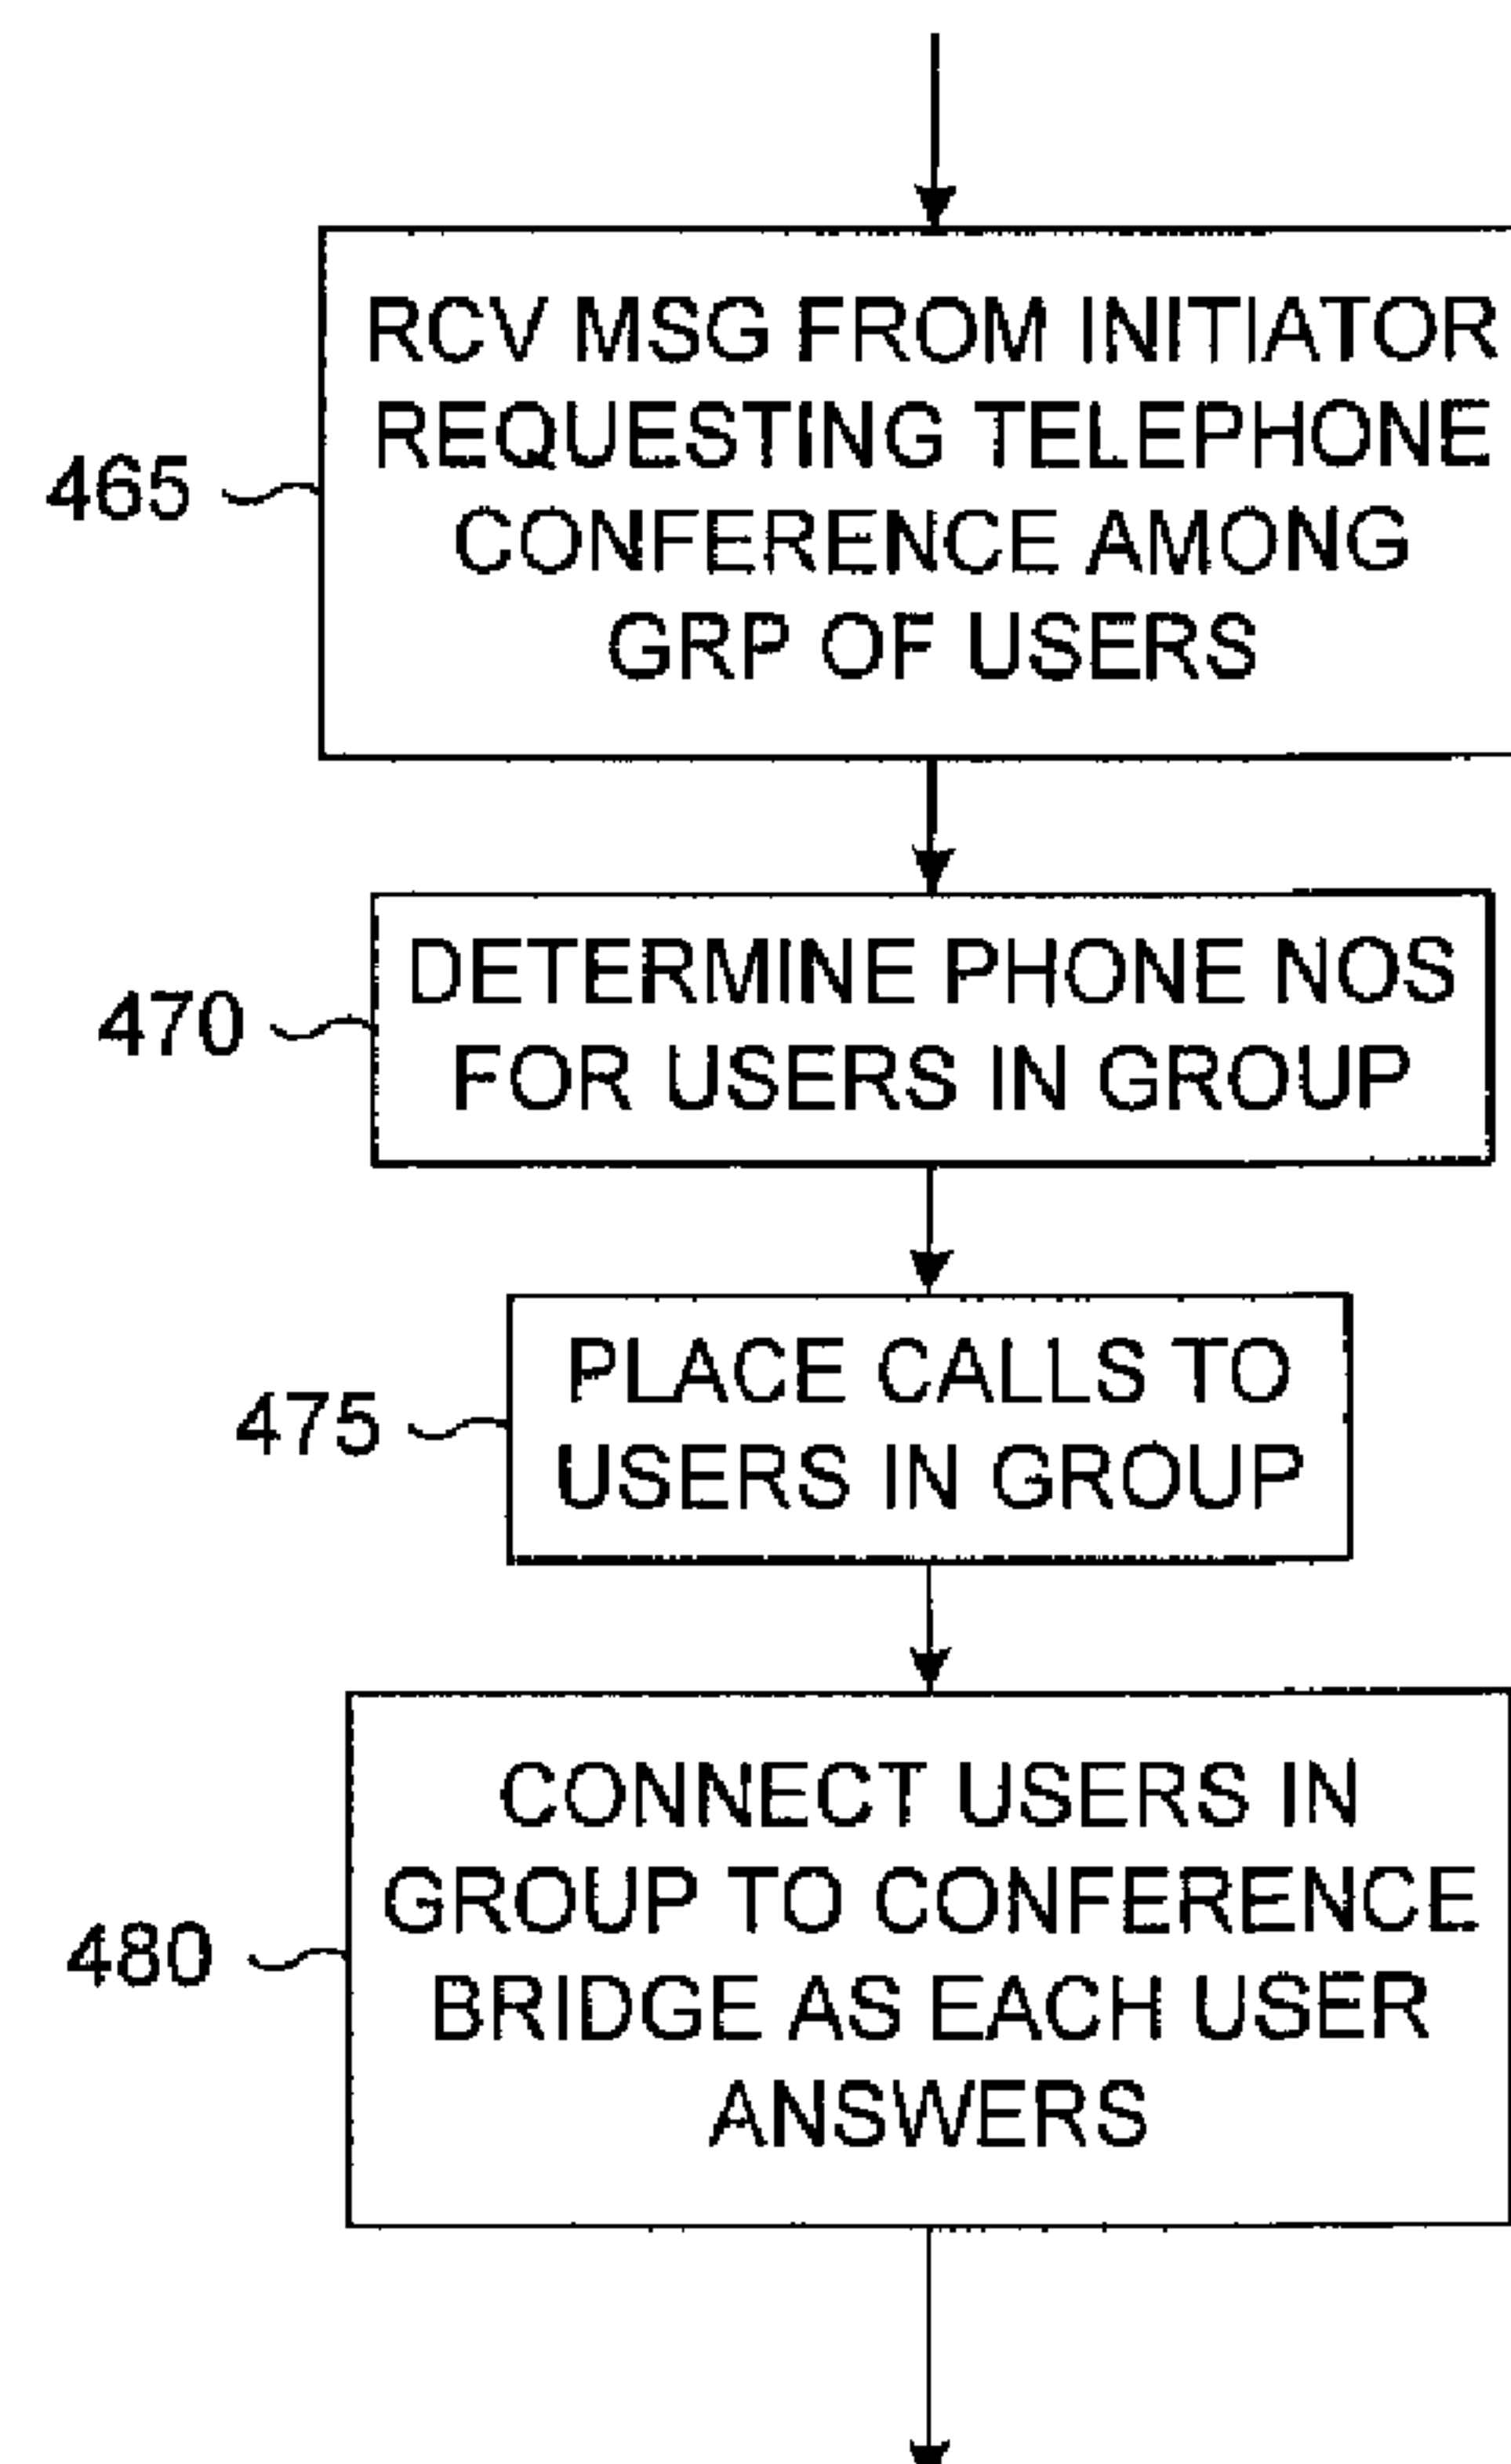 RCV MSG FROM INITIATOR
REQUESTING TELEPHONE
CONFERENCE AMONG
GRP OF USERS
465
DETERMINE PHONE NOS
FOR USERS IN GROUP
470
PLACE CALLS TO
USERS IN GROUP
475
CONNECT USERS IN
GROUP TO CONFERENCE
BRIDGE AS EACH USER
ANSWERS
480